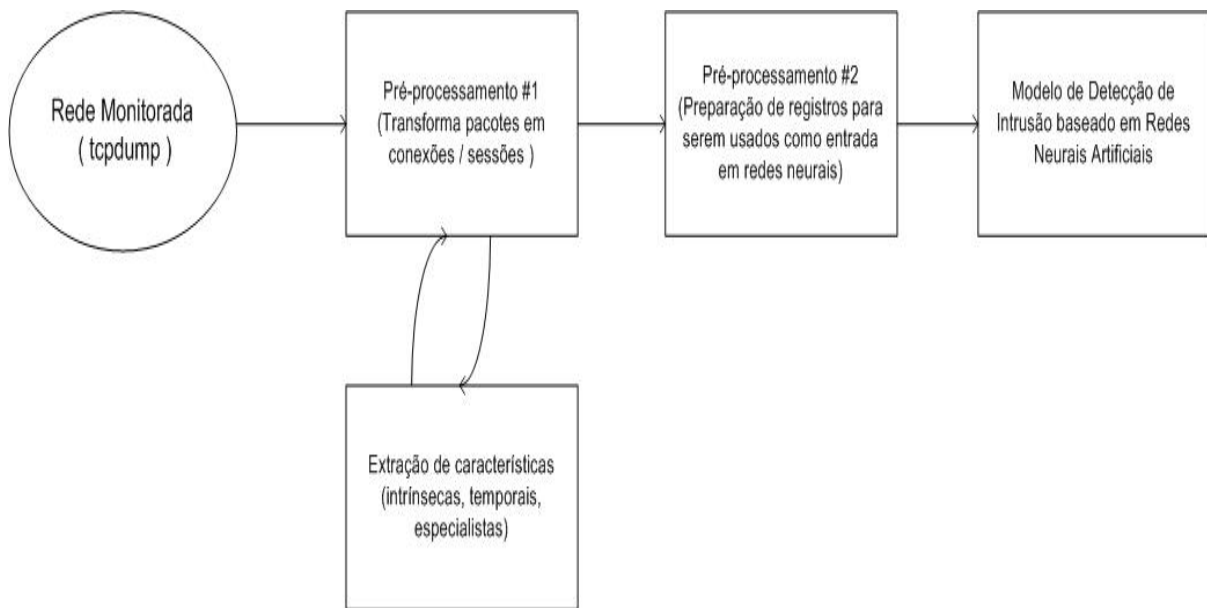 Rede Monitorada
( tcpdump )
Pré-processamento #1
(Transforma pacotes em
conexões / sessões )
Pré-processamento #2
(Preparação de registros para
serem usados como entrada
em redes neurais)
Modelo de Detecção de
Intrusão baseado em Redes
Neurais Artificiais
Extração de características
(intrínsecas, temporais,
especialistas)